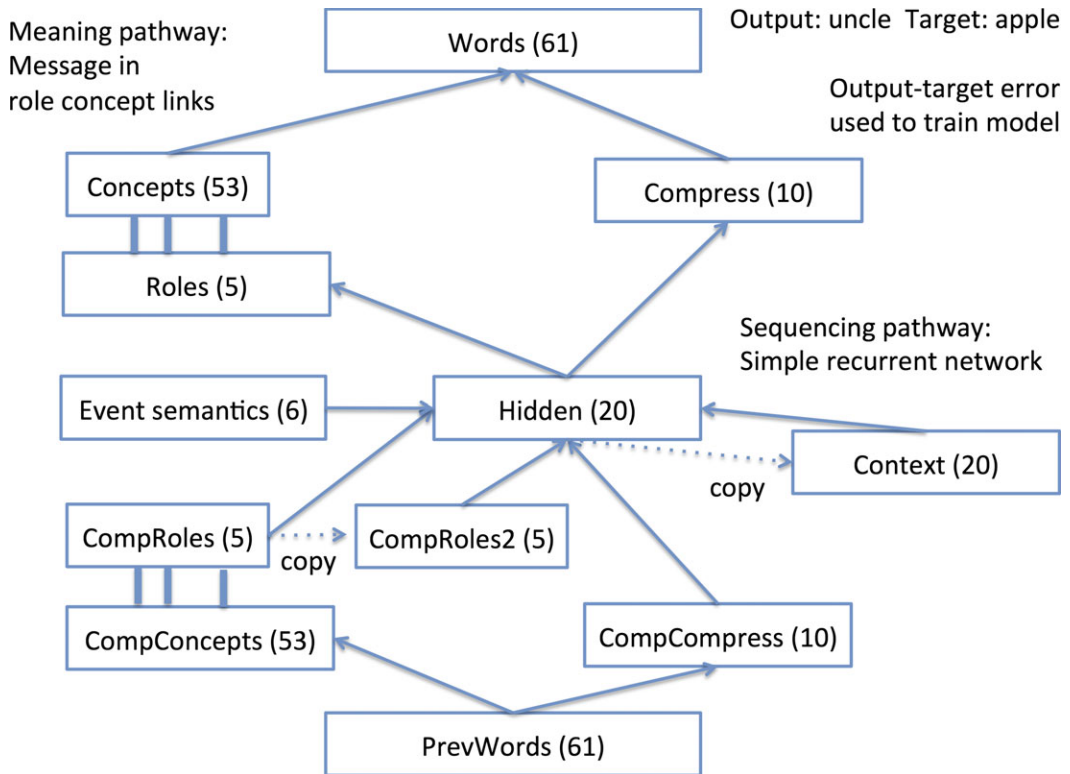 Meaning pathway:
Message in
role concept links
Words (61)
Output: uncle Target: apple
Output-target error
used to train model
Concepts (53)
Compress (10)
Roles (5)
Sequencing pathway:
Simple recurrent network
Event semantics (6)
Hidden (20)
Context (20)
copy
CompRoles (5)
copy
CompRoles2 (5)
CompConcepts (53)
CompCompress (10)
PrevWords (61)